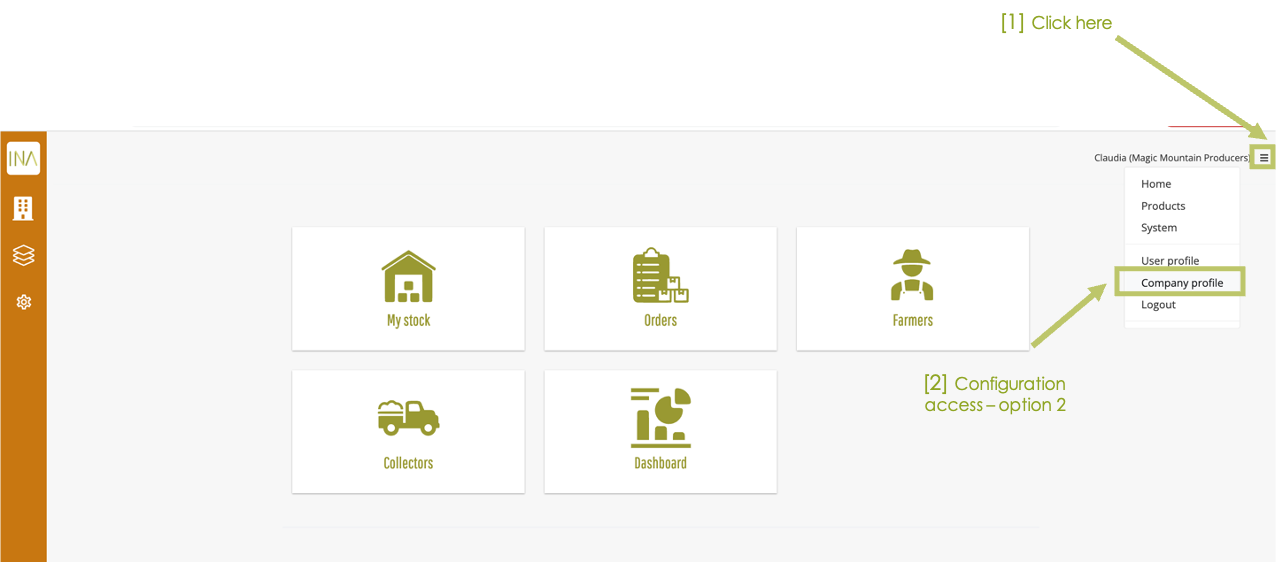 [1] Click here
INA
Claudia (Magic Mountain Producers)
Home
Products
System
User profile
Company profile
Logout
My stock
Orders
Farmers
[2] Configuration
access – option 2
Collectors
Dashboard